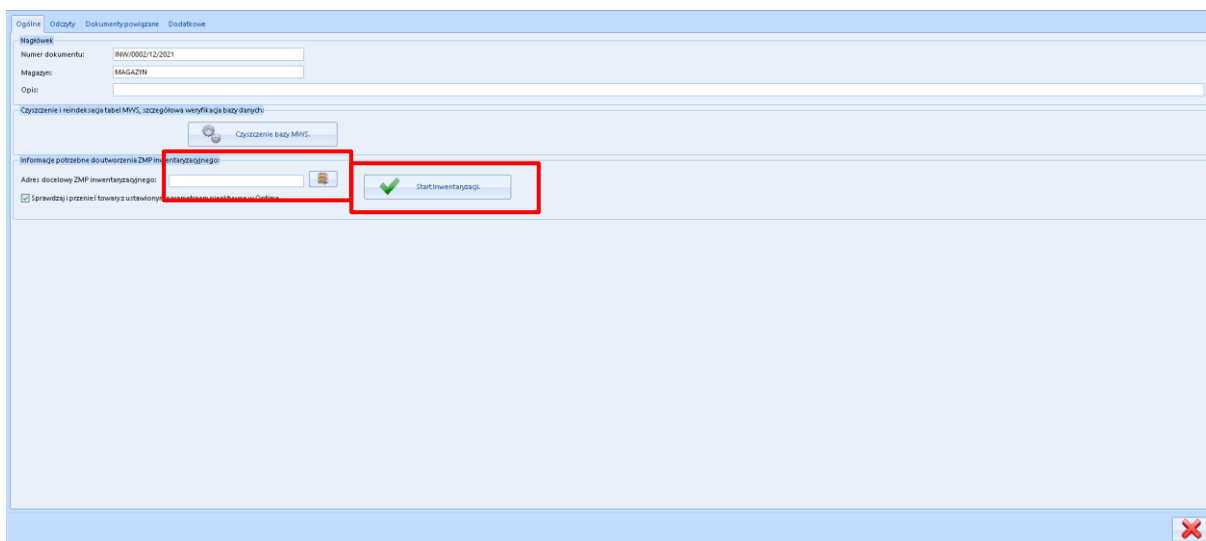 Ogólne Odczyty Dokumenty powiązane Dodatkowe
Nagłówek
Numer dokumentu: INW/0002/12/2021
Magazyn: MAGAZYN
Opis:
Czyszczenie i reindeksacja tabel MWS, szczegółowa weryfikacja bazy danych:
Czyszczenie bazy MWS.
Informacje potrzebne do utworzenia ZMP inwentaryzacyjnego:
Adres docelowy ZMP inwentaryzacyjnego:
Start inwentaryzacji.
Sprawdzaj i przenieś towary z ustawionym parametrem nieaktywne w Optima